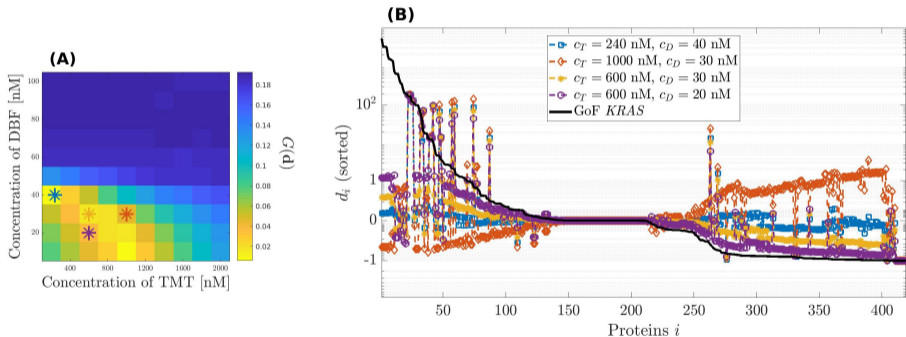 (A)
Concentration of DBF [nM]
100
80
60
40
20
400
800
1200
1600
2000
Concentration of TMT [nM]
0.18
0.16
0.14
0.12
0.1
0.08
0.06
0.04
0.02
G(d)
(B)
c_T = 240 nM, c_D = 40 nM
c_T = 1000 nM, c_D = 30 nM
c_T = 600 nM, c_D = 30 nM
c_T = 600 nM, c_D = 20 nM
GoF KRAS
d_i (sorted)
10^2
1
0
-1
50
100
150
200
250
300
350
400
Proteins i